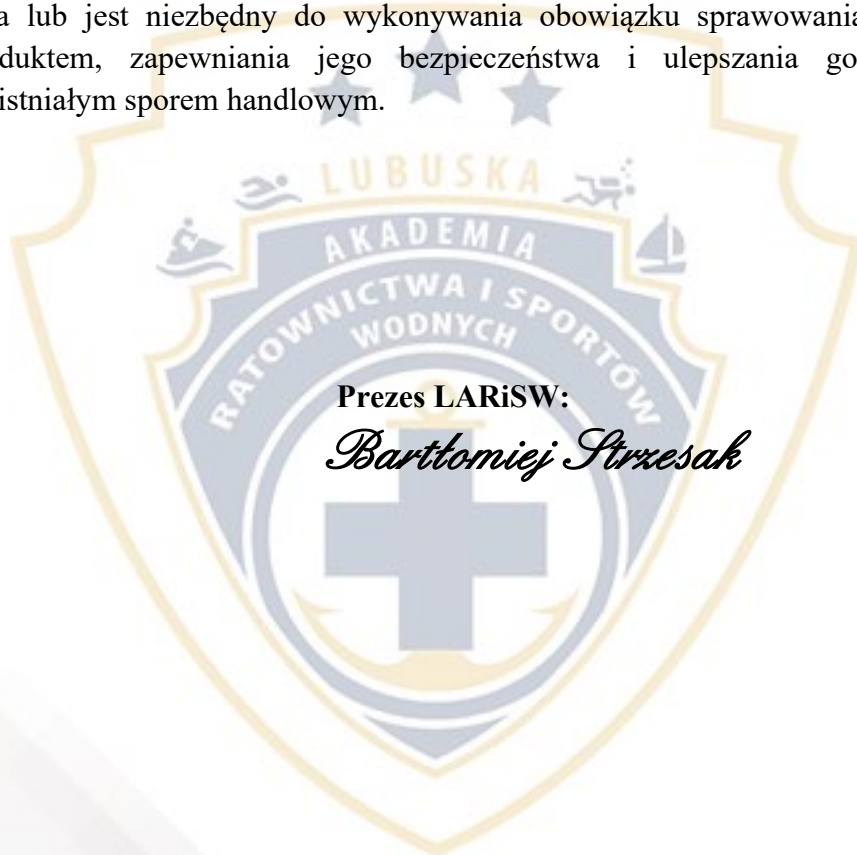 a lub jest niezbędny do wykonywania obowiązku sprawowania
duktem, zapewniania jego bezpieczeństwa i ulepszania go
istniałym sporem handlowym.
LUBUSKA
AKADEMIA
RATOWNICTWA I SPORTÓW
WODNYCH
Prezes LARiSW:
Bartłomiej Strzesak